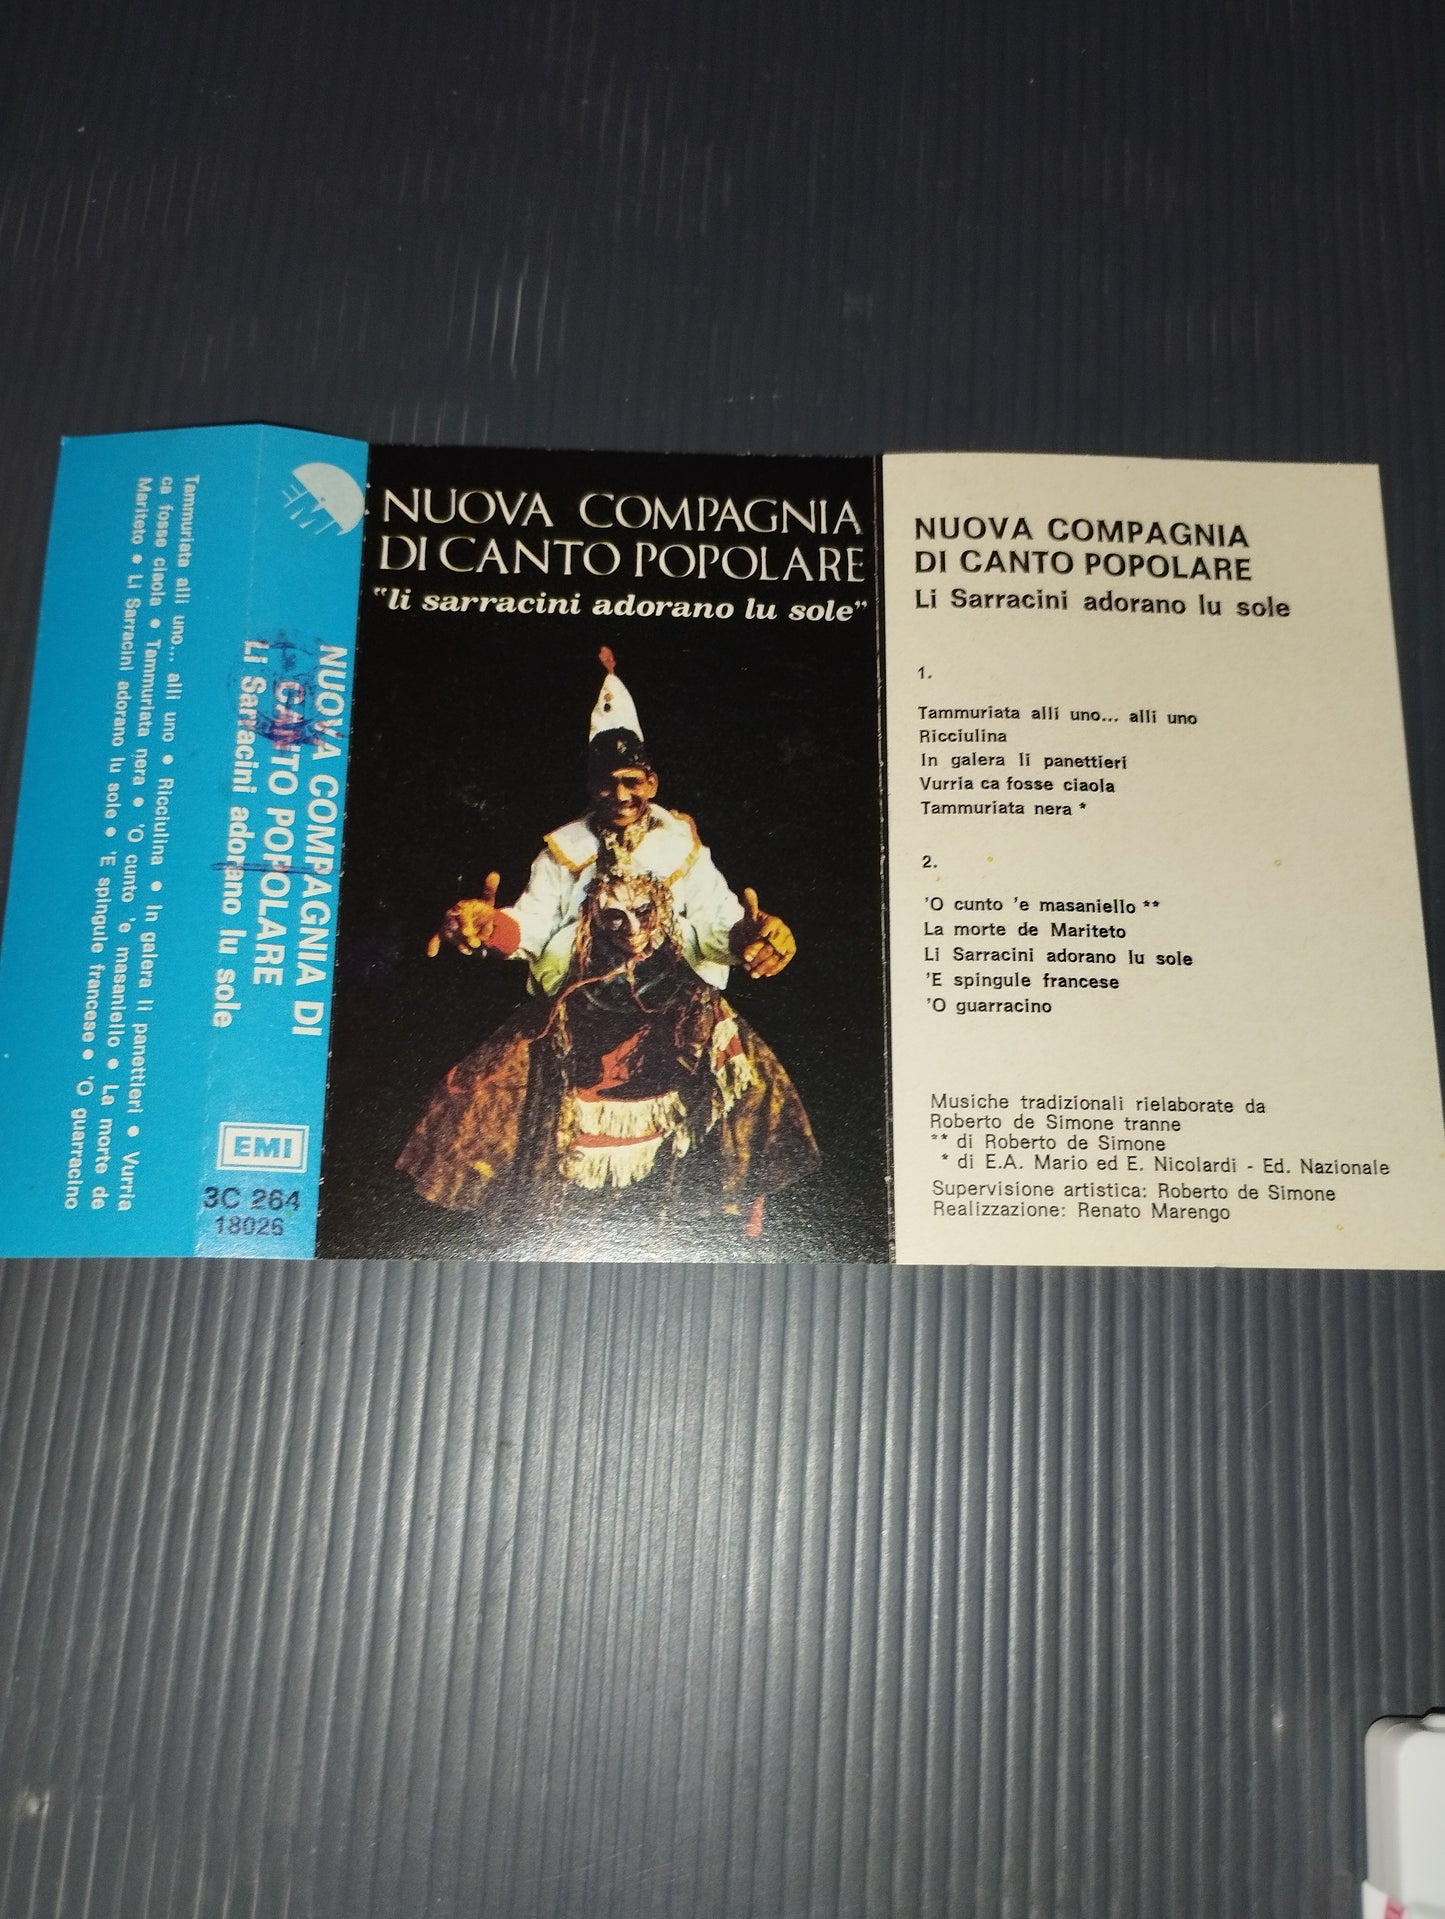 Tammuriata alli uno... alli uno • Ricciulina • In galera li panettieri • Vurria
ca fosse ciaola • Tammuriata nera • 'O cunto 'e masaniello • La morte de
Mariteto • Li Sarracini adorano lu sole • 'E spingule francese • 'O guarracino
EMI
NUOVA COMPAGNIA DI
CANTO POPOLARE
Li Sarracini adorano lu sole
EMI
3C 264
18026
NUOVA COMPAGNIA
DI CANTO POPOLARE
"li sarracini adorano lu sole"
NUOVA COMPAGNIA
DI CANTO POPOLARE
Li Sarracini adorano lu sole
1.
Tammuriata alli uno... alli uno
Ricciulina
In galera li panettieri
Vurria ca fosse ciaola
Tammuriata nera *
2.
'O cunto 'e masaniello **
La morte de Mariteto
Li Sarracini adorano lu sole
'E spingule francese
'O guarracino
Musiche tradizionali rielaborate da
Roberto de Simone tranne
** di Roberto de Simone
* di E.A. Mario ed E. Nicolardi - Ed. Nazionale
Supervisione artistica: Roberto de Simone
Realizzazione: Renato Marengo